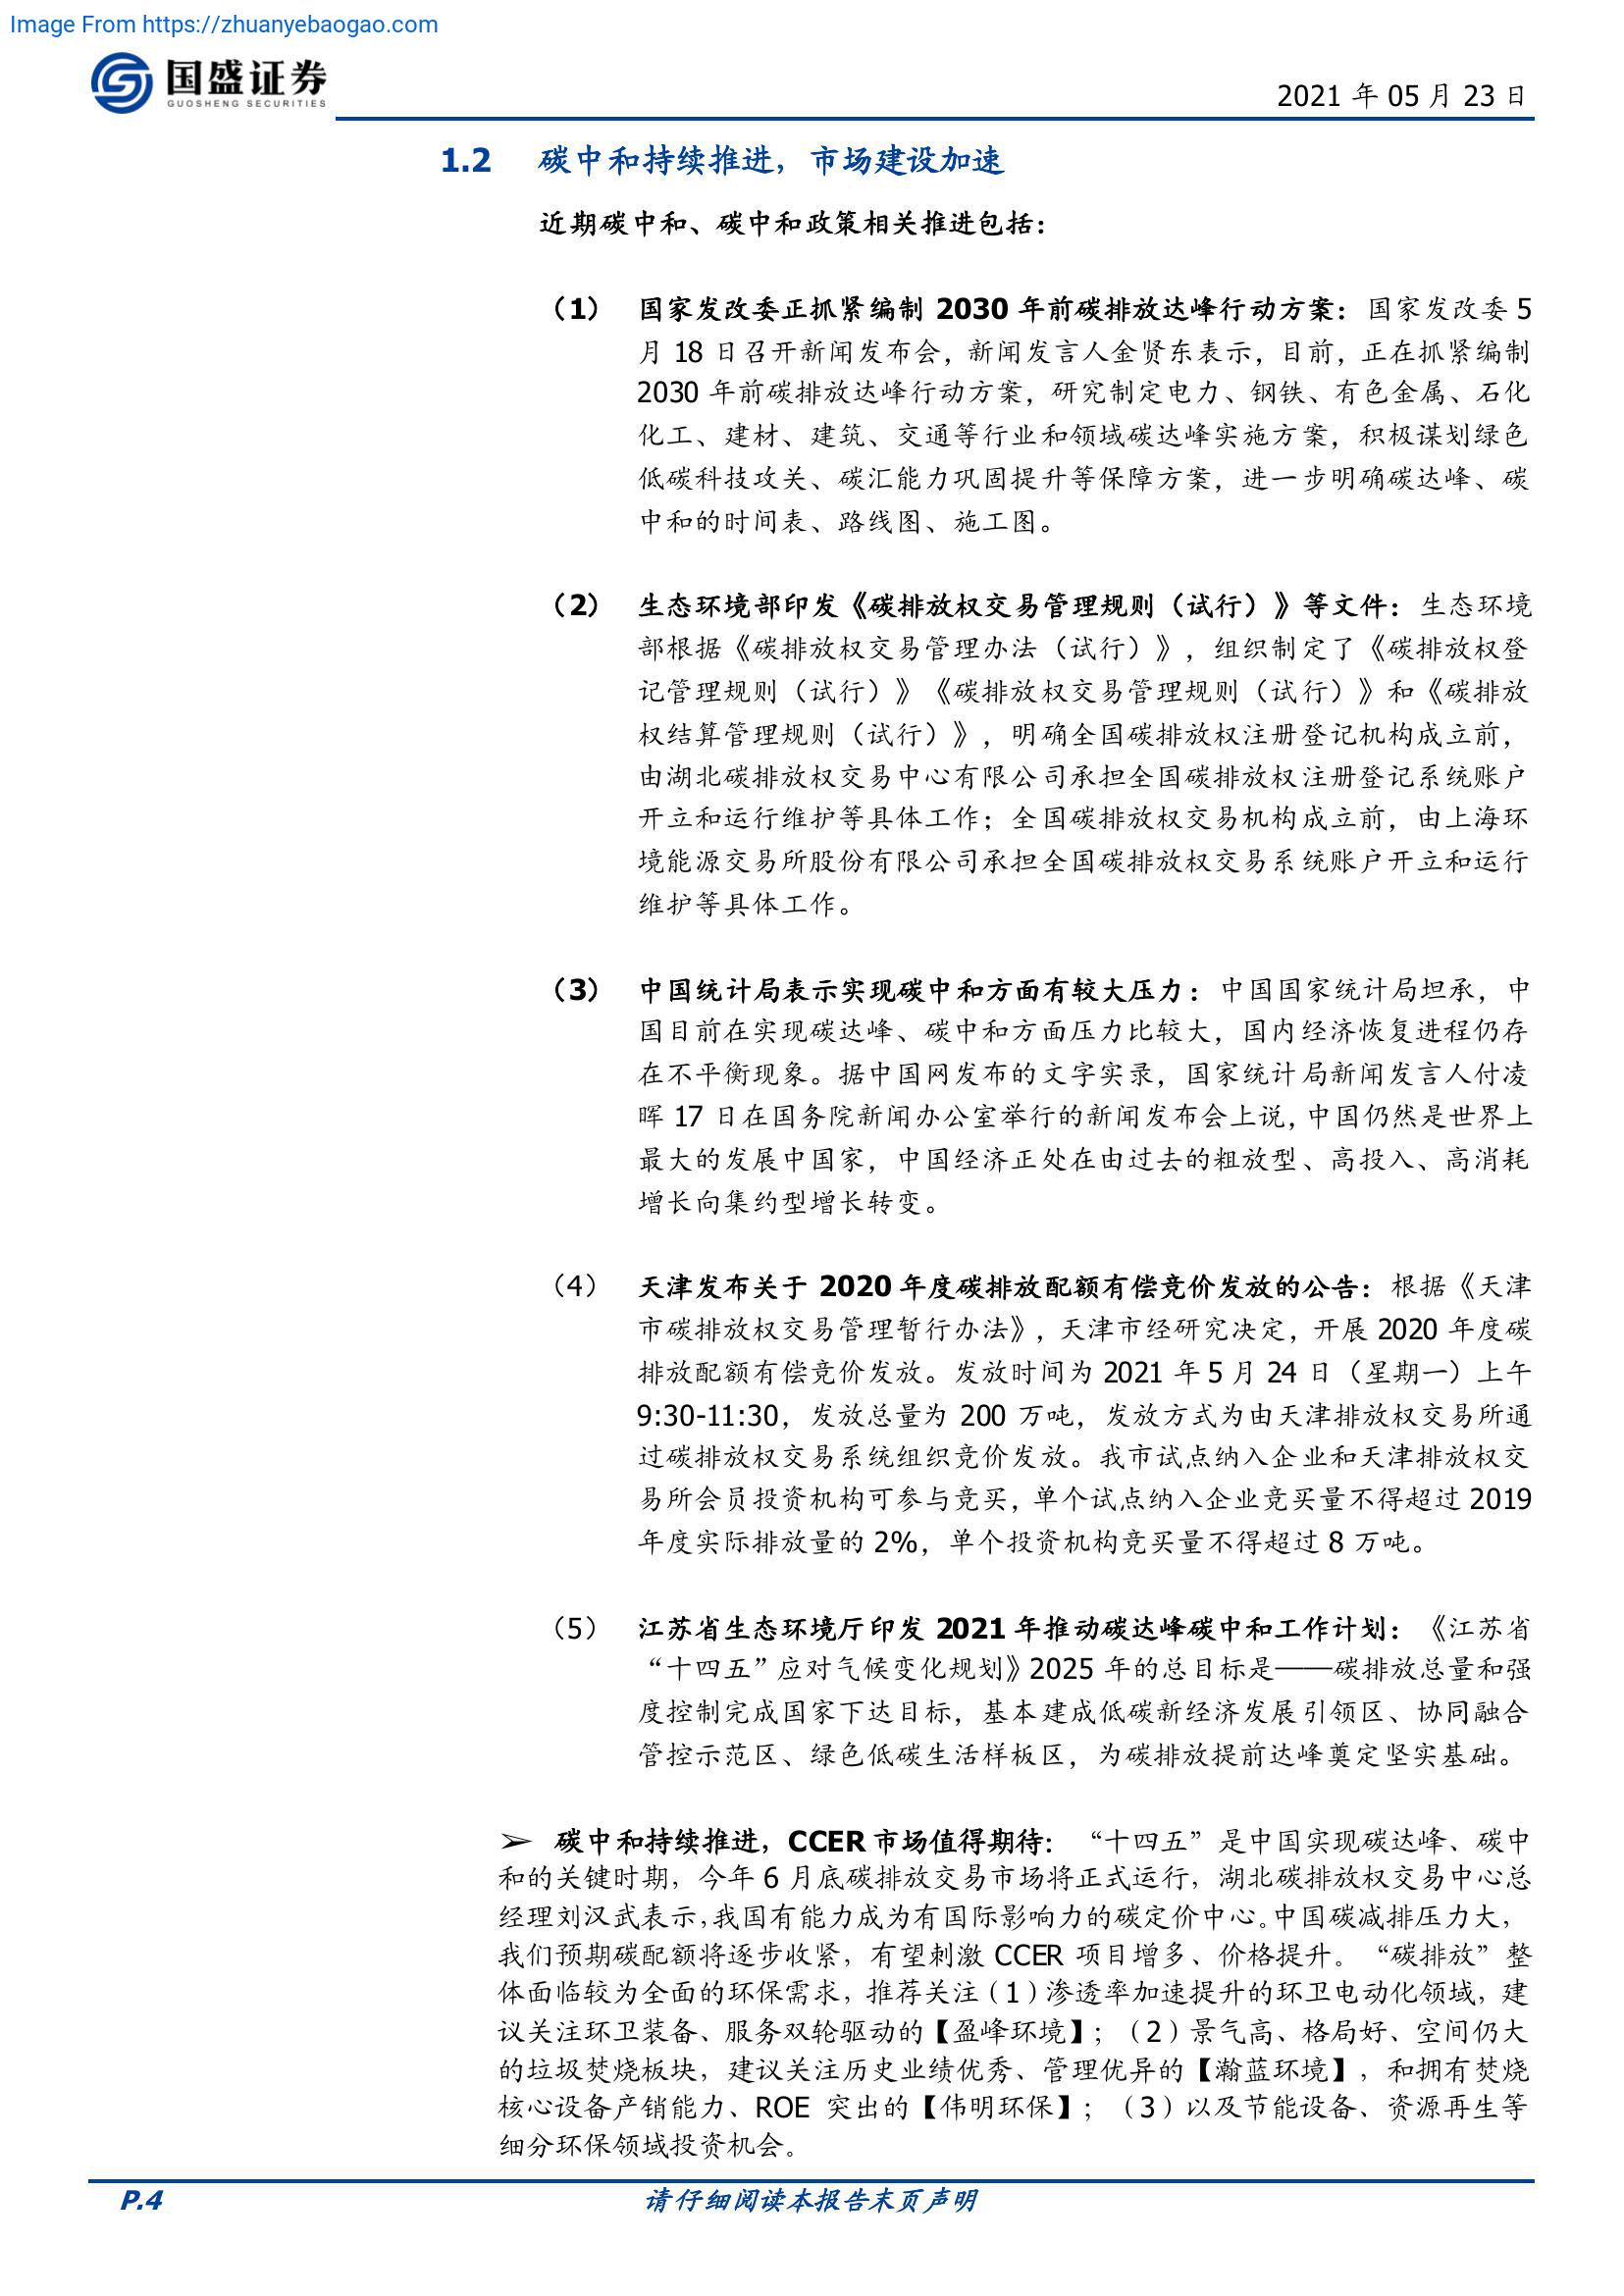 Image From https://zhuanyebaogao.com
国盛证券
GUOSHENG SECURITIES
2021 年 05 月 23 日
1.2 碳中和持续推进，市场建设加速
近期碳中和、碳中和政策相关推进包括：
（1） 国家发改委正抓紧编制 2030 年前碳排放达峰行动方案：国家发改委 5
月 18 日召开新闻发布会，新闻发言人金贤东表示，目前，正在抓紧编制
2030 年前碳排放达峰行动方案，研究制定电力、钢铁、有色金属、石化
化工、建材、建筑、交通等行业和领域碳达峰实施方案，积极谋划绿色
低碳科技攻关、碳汇能力巩固提升等保障方案，进一步明确碳达峰、碳
中和的时间表、路线图、施工图。
（2） 生态环境部印发《碳排放权交易管理规则（试行）》等文件：生态环境
部根据《碳排放权交易管理办法（试行）》，组织制定了《碳排放权登
记管理规则（试行）》《碳排放权交易管理规则（试行）》和《碳排放
权结算管理规则（试行）》，明确全国碳排放权注册登记机构成立前，
由湖北碳排放权交易中心有限公司承担全国碳排放权注册登记系统账户
开立和运行维护等具体工作；全国碳排放权交易机构成立前，由上海环
境能源交易所股份有限公司承担全国碳排放权交易系统账户开立和运行
维护等具体工作。
（3） 中国统计局表示实现碳中和方面有较大压力：中国国家统计局坦承，中
国目前在实现碳达峰、碳中和方面压力比较大，国内经济恢复进程仍存
在不平衡现象。据中国网发布的文字实录，国家统计局新闻发言人付凌
晖 17 日在国务院新闻办公室举行的新闻发布会上说，中国仍然是世界上
最大的发展中国家，中国经济正处在由过去的粗放型、高投入、高消耗
增长向集约型增长转变。
（4） 天津发布关于 2020 年度碳排放配额有偿竞价发放的公告：根据《天津
市碳排放权交易管理暂行办法》，天津市经研究决定，开展 2020 年度碳
排放配额有偿竞价发放。发放时间为 2021 年 5 月 24 日（星期一）上午
9:30-11:30，发放总量为 200 万吨，发放方式为由天津排放权交易所通
过碳排放权交易系统组织竞价发放。我市试点纳入企业和天津排放权交
易所会员投资机构可参与竞买，单个试点纳入企业竞买量不得超过 2019
年度实际排放量的 2%，单个投资机构竞买量不得超过 8 万吨。
（5） 江苏省生态环境厅印发 2021 年推动碳达峰碳中和工作计划：《江苏省
“十四五”应对气候变化规划》2025 年的总目标是——碳排放总量和强
度控制完成国家下达目标，基本建成低碳新经济发展引领区、协同融合
管控示范区、绿色低碳生活样板区，为碳排放提前达峰奠定坚实基础。
➢ 碳中和持续推进，CCER 市场值得期待：“十四五”是中国实现碳达峰、碳中
和的关键时期，今年 6 月底碳排放交易市场将正式运行，湖北碳排放权交易中心总
经理刘汉武表示，我国有能力成为有国际影响力的碳定价中心。中国碳减排压力大，
我们预期碳配额将逐步收紧，有望刺激 CCER 项目增多、价格提升。“碳排放”整
体面临较为全面的环保需求，推荐关注（1）渗透率加速提升的环卫电动化领域，建
议关注环卫装备、服务双轮驱动的【盈峰环境】；（2）景气高、格局好、空间仍大
的垃圾焚烧板块，建议关注历史业绩优秀、管理优异的【瀚蓝环境】，和拥有焚烧
核心设备产销能力、ROE 突出的【伟明环保】；（3）以及节能设备、资源再生等
细分环保领域投资机会。
P.4 请仔细阅读本报告末页声明